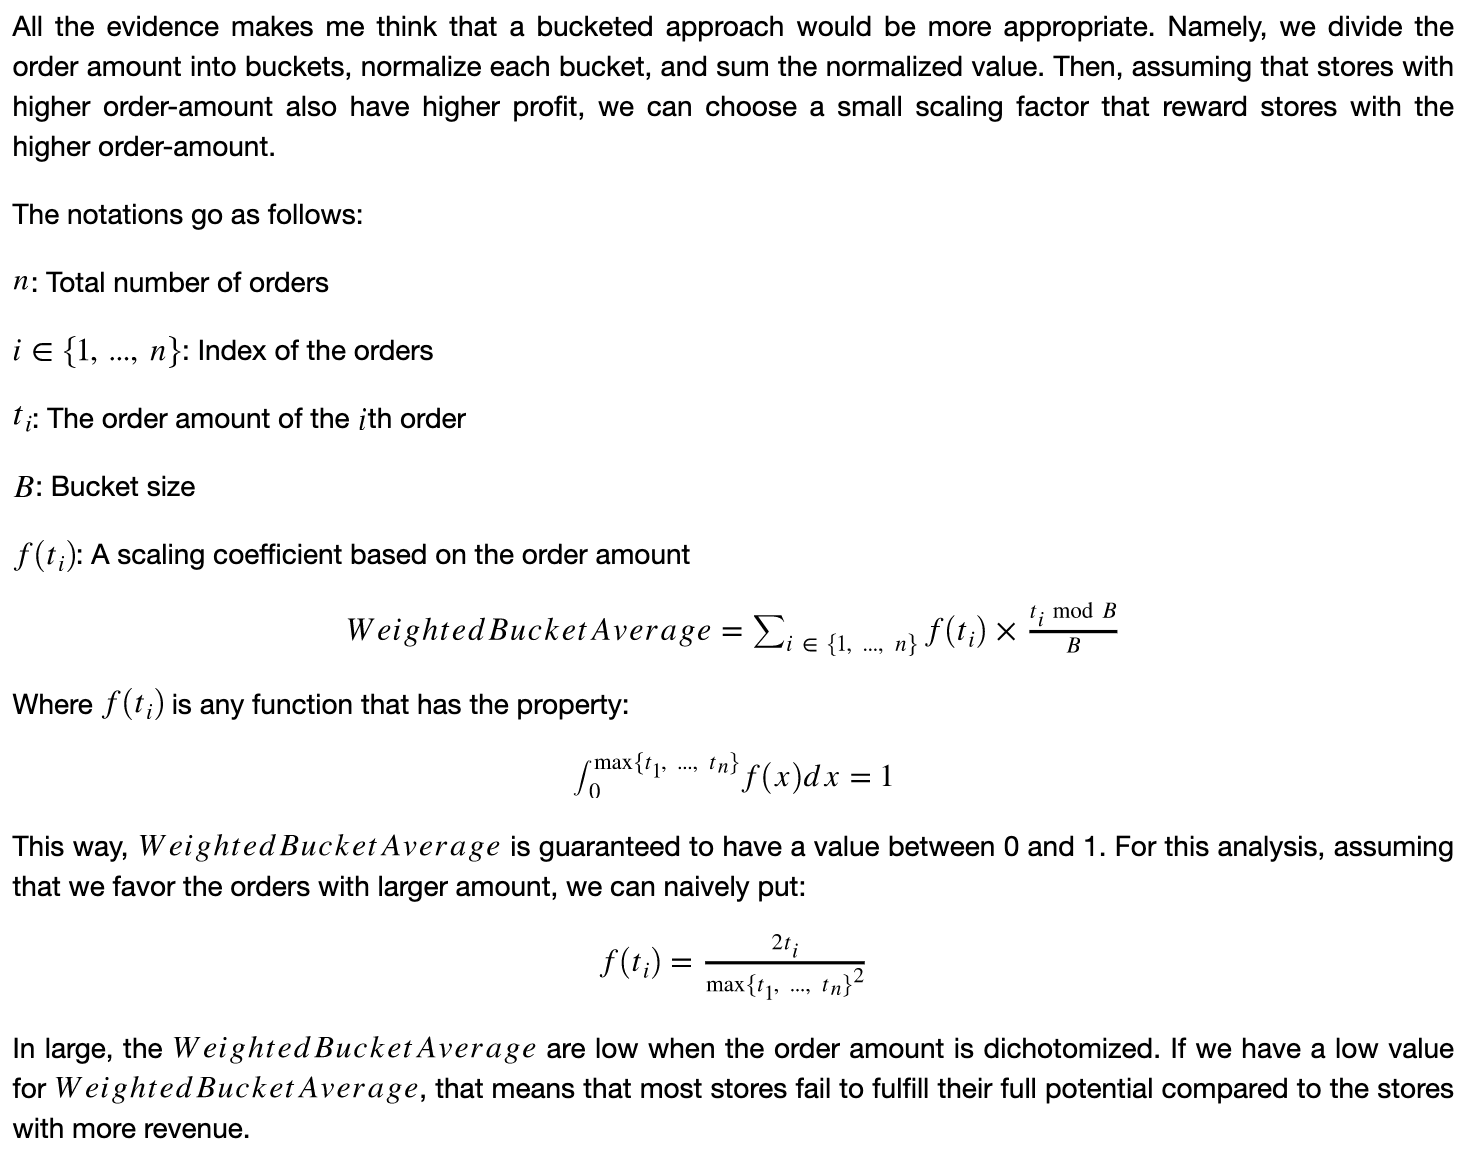 All the evidence makes me think that a bucketed approach would be more appropriate. Namely, we divide the
order amount into buckets, normalize each bucket, and sum the normalized value. Then, assuming that stores with
higher order-amount also have higher profit, we can choose a small scaling factor that reward stores with the
higher order-amount.
The notations go as follows:
n: Total number of orders
i ∈ {1, ..., n}: Index of the orders
t_i: The order amount of the ith order
B: Bucket size
f(t_i): A scaling coefficient based on the order amount
WeightedBucketAverage = ∑_{i ∈ {1, ..., n}} f(t_i) × (t_i mod B)/B
Where f(t_i) is any function that has the property:
∫_0^{max{t_1, ..., t_n}} f(x)dx = 1
This way, WeightedBucketAverage is guaranteed to have a value between 0 and 1. For this analysis, assuming
that we favor the orders with larger amount, we can naively put:
f(t_i) = 2t_i / max{t_1, ..., t_n}^2
In large, the WeightedBucketAverage are low when the order amount is dichotomized. If we have a low value
for WeightedBucketAverage, that means that most stores fail to fulfill their full potential compared to the stores
with more revenue.